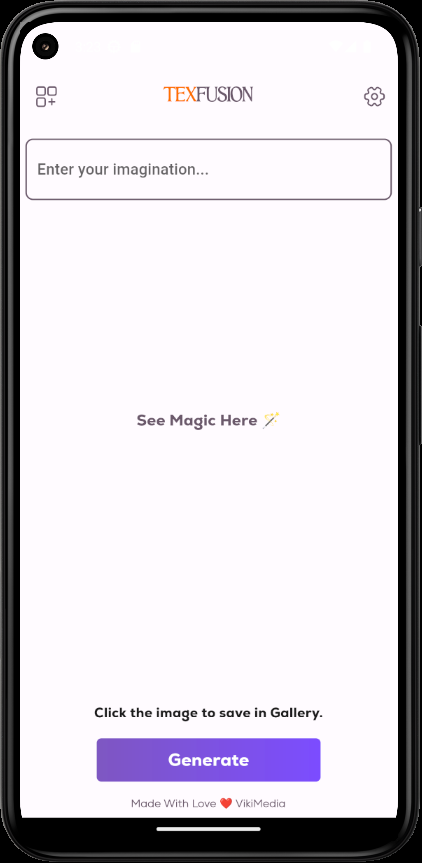 TEXFUSION
Enter your imagination...
See Magic Here 🪄
Click the image to save in Gallery.
Generate
Made With Love ❤️ VikiMedia